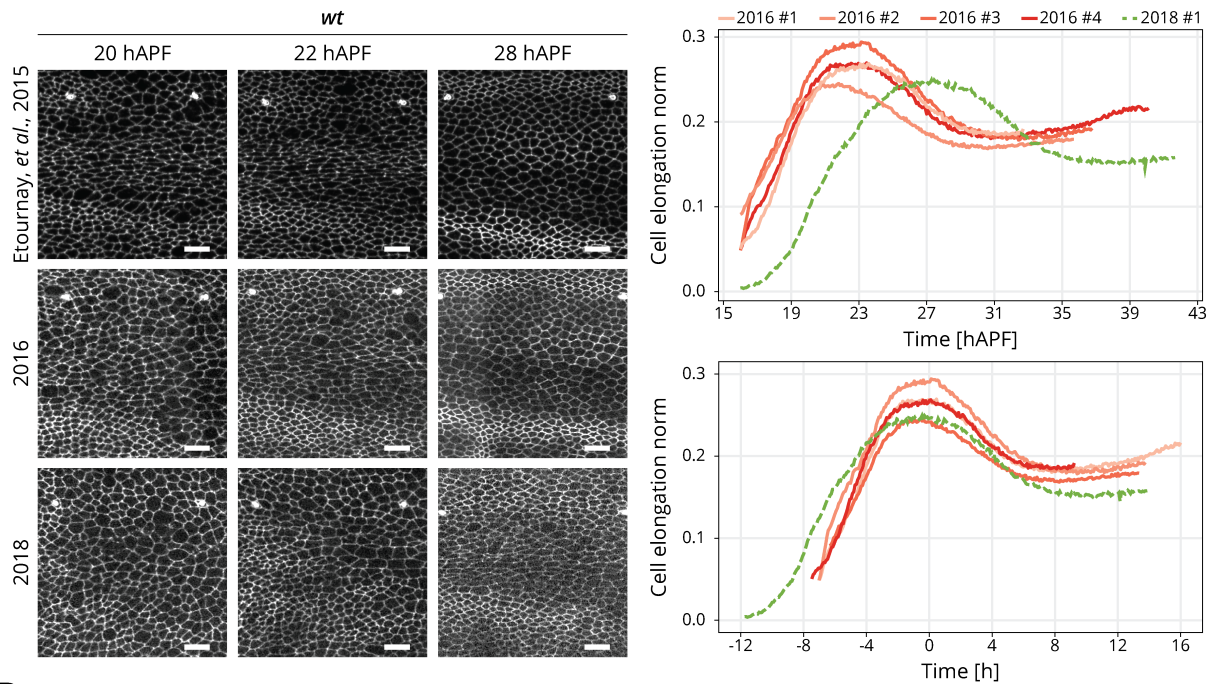 wt
20 hAPF 22 hAPF 28 hAPF
Etournay, et al., 2015
2016
2018
2016 #1 2016 #2 2016 #3 2016 #4 2018 #1
Cell elongation norm
0.3
0.2
0.1
0.0
15 19 23 27 31 35 39 43
Time [hAPF]
Cell elongation norm
0.3
0.2
0.1
0.0
-12 -8 -4 0 4 8 12 16
Time [h]